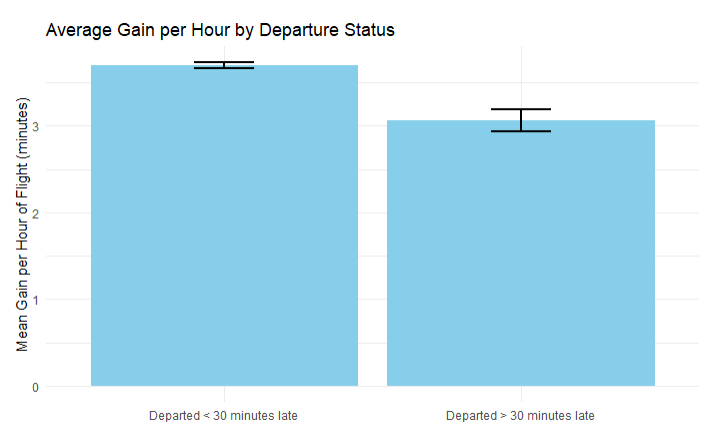 Average Gain per Hour by Departure Status
Mean Gain per Hour of Flight (minutes)
3
2
1
0
Departed < 30 minutes late
Departed > 30 minutes late